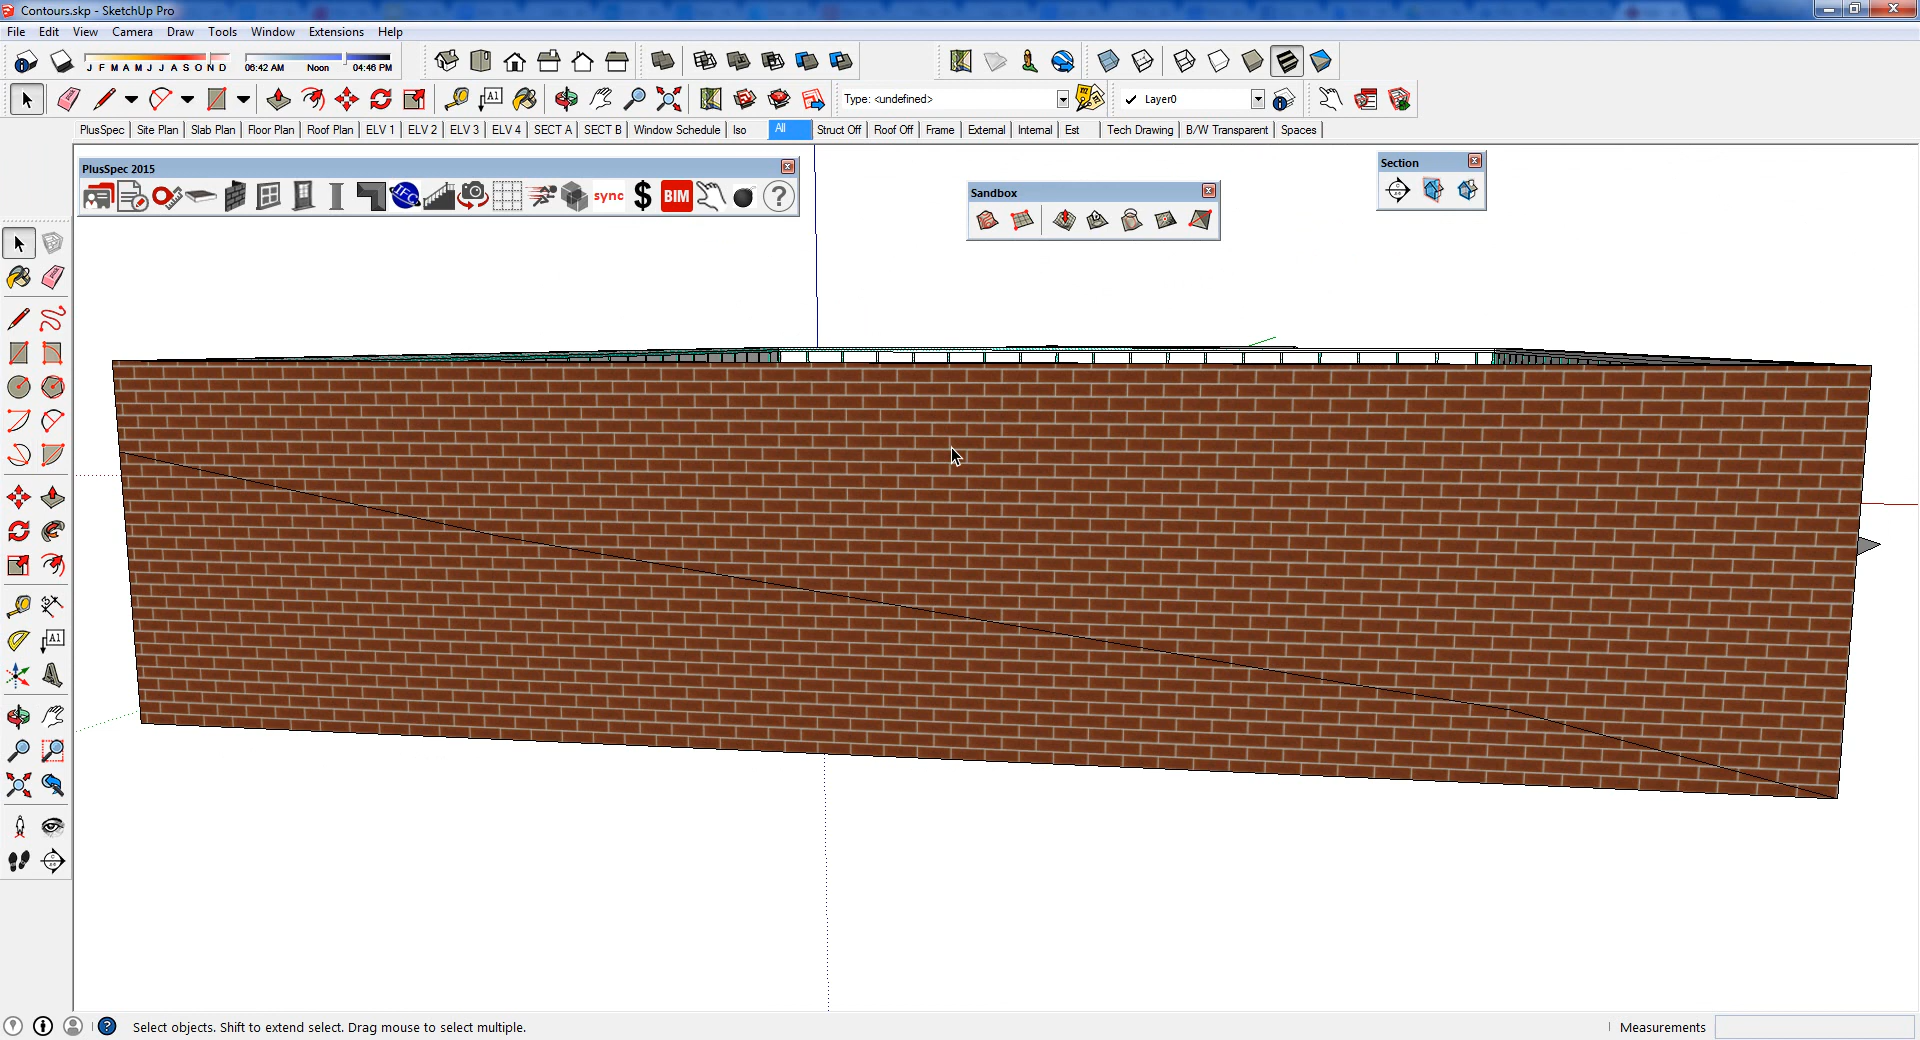 Contours.skp - SketchUp Pro
File Edit View Camera Draw Tools Window Extensions Help
J F M A M J J A S O N D 06:42 AM Noon 04:46 PM
A1 Type: <undefined> Layer0
PlusSpec Site Plan Slab Plan Floor Plan Roof Plan ELV 1 ELV 2 ELV 3 ELV 4 SECT A SECT B Window Schedule Iso All Struct Off Roof Off Frame External Internal Est Tech Drawing B/W Transparent Spaces
PlusSpec 2015
IFC sync $ BIM ?
Sandbox
Section
A1
Select objects. Shift to extend select. Drag mouse to select multiple.
Measurements